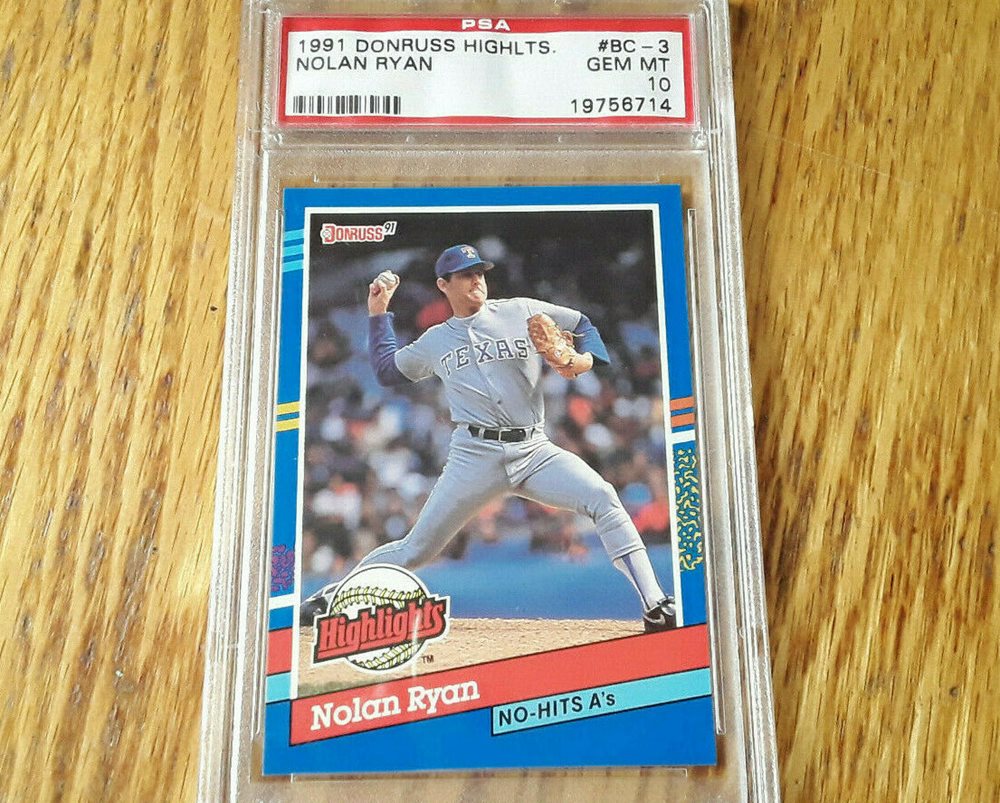 PSA
1991 DONRUSS HIGHLTS. #BC-3
NOLAN RYAN GEM MT
10
19756714
DONRUSS 91
T
TEXAS
Highlights
TM
Nolan Ryan
NO-HITS A's